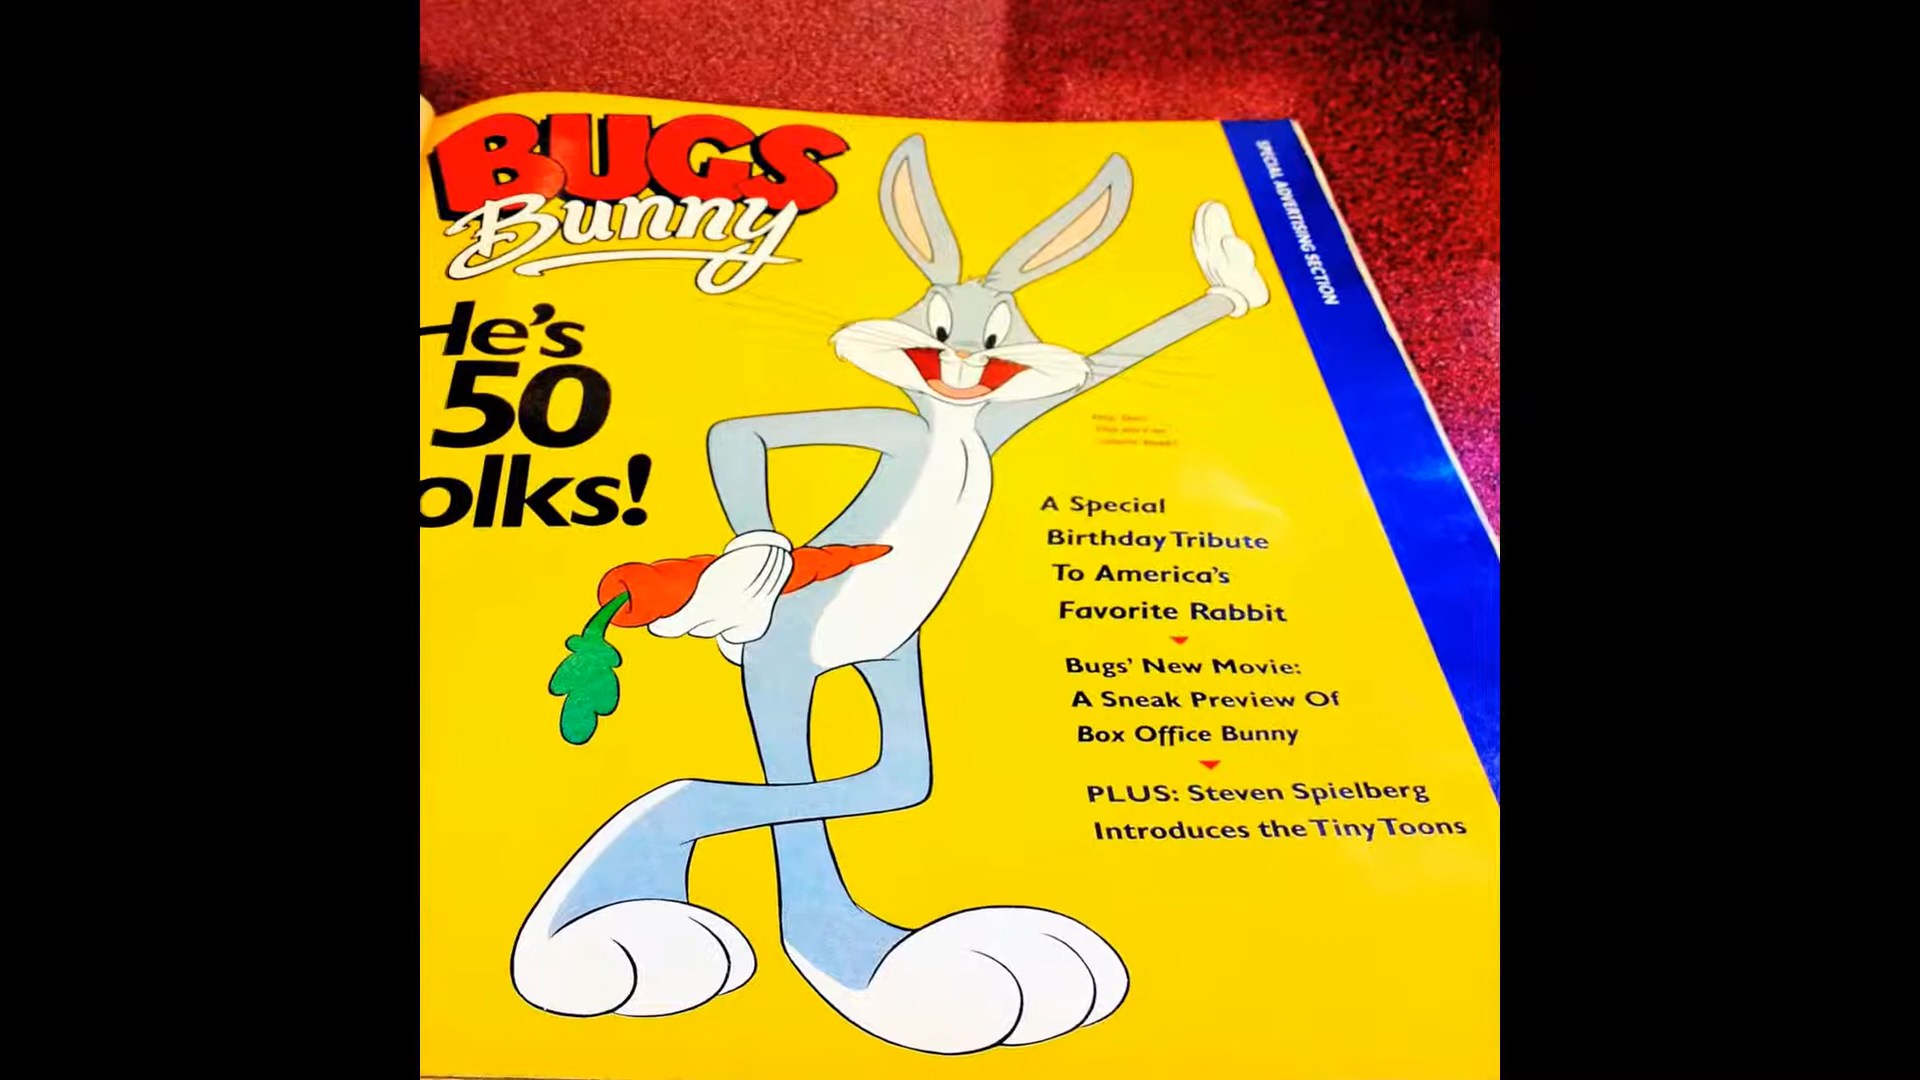 BUGS
Bunny
He's
50
olks!
SPECIAL ADVERTISING SECTION
A Special
Birthday Tribute
To America's
Favorite Rabbit
Bugs' New Movie:
A Sneak Preview Of
Box Office Bunny
PLUS: Steven Spielberg
Introduces the Tiny Toons